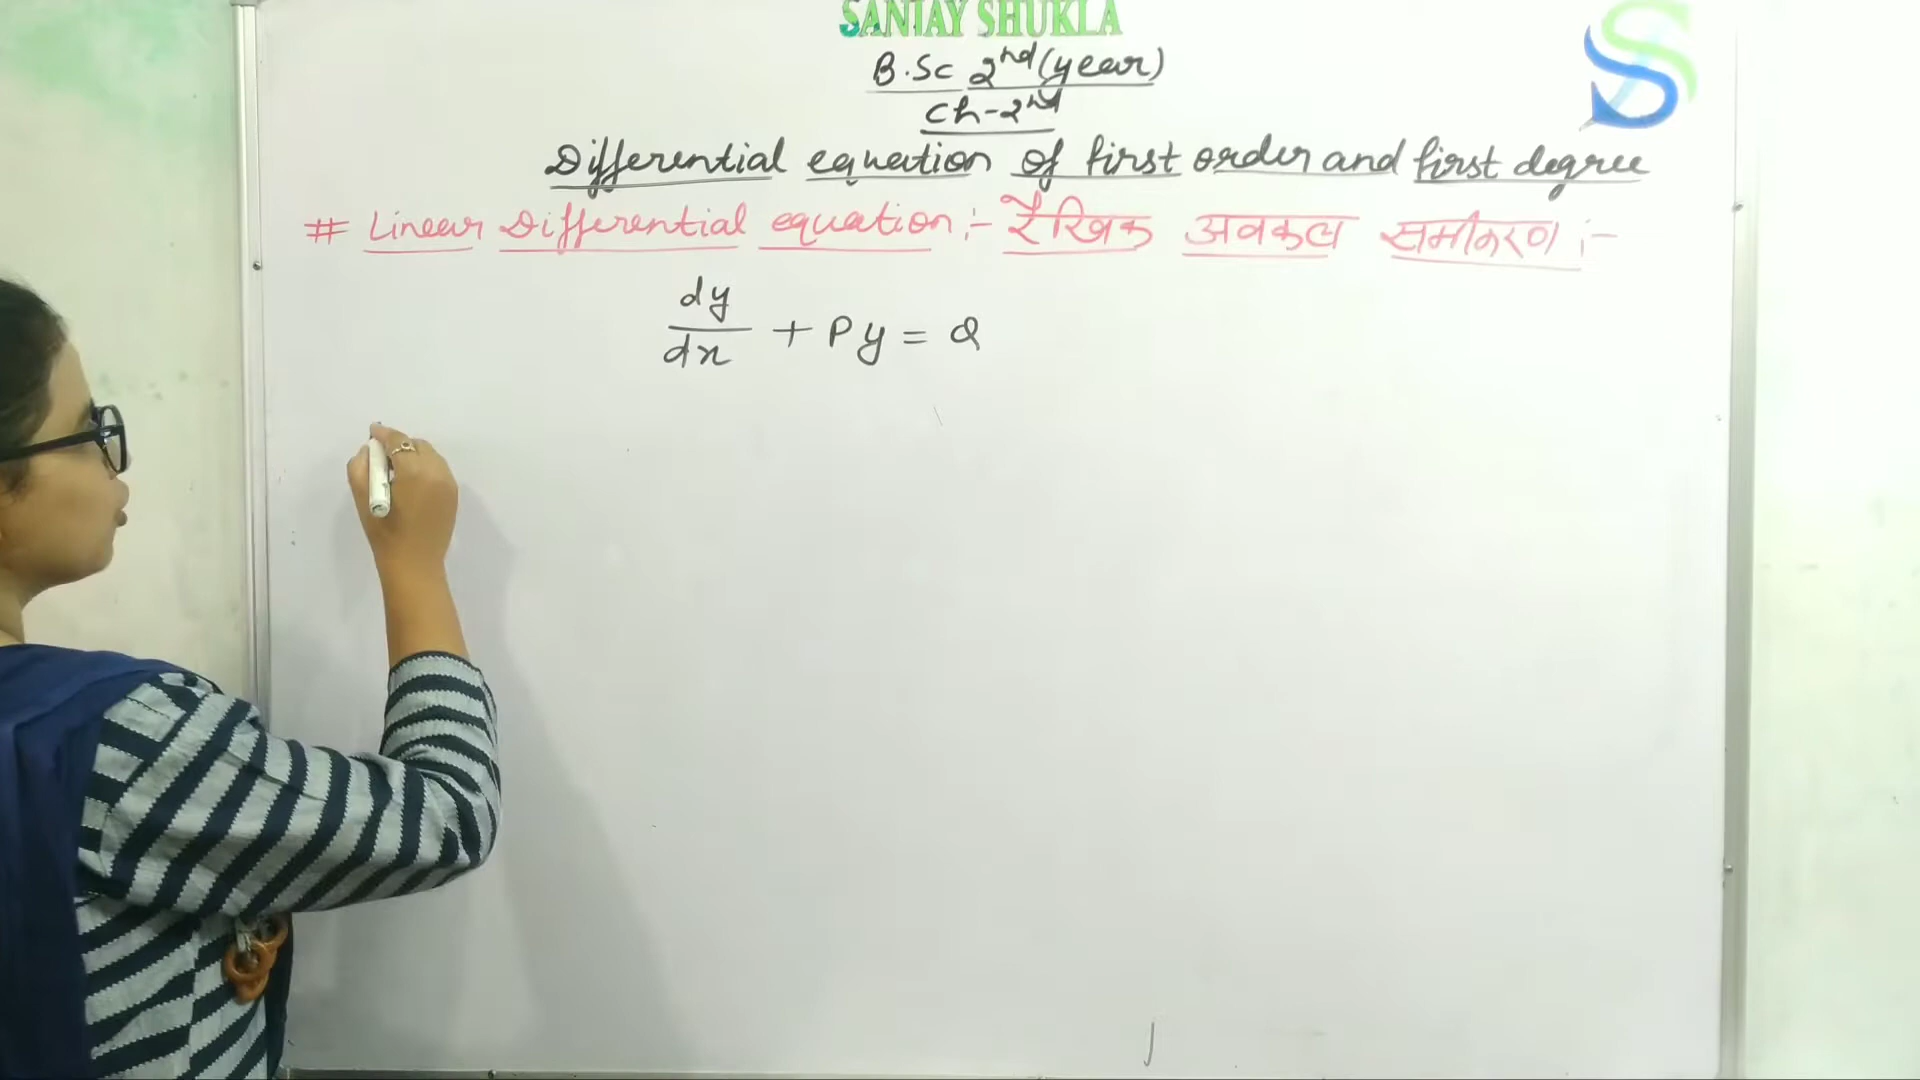 SANJAY SHUKLA
B.Sc 2nd (year)
Ch-2nd
Differential equation of first order and first degree
# Linear Differential equation :- रैखिक अवकल समीकरण :-
dy/dx + Py = Q